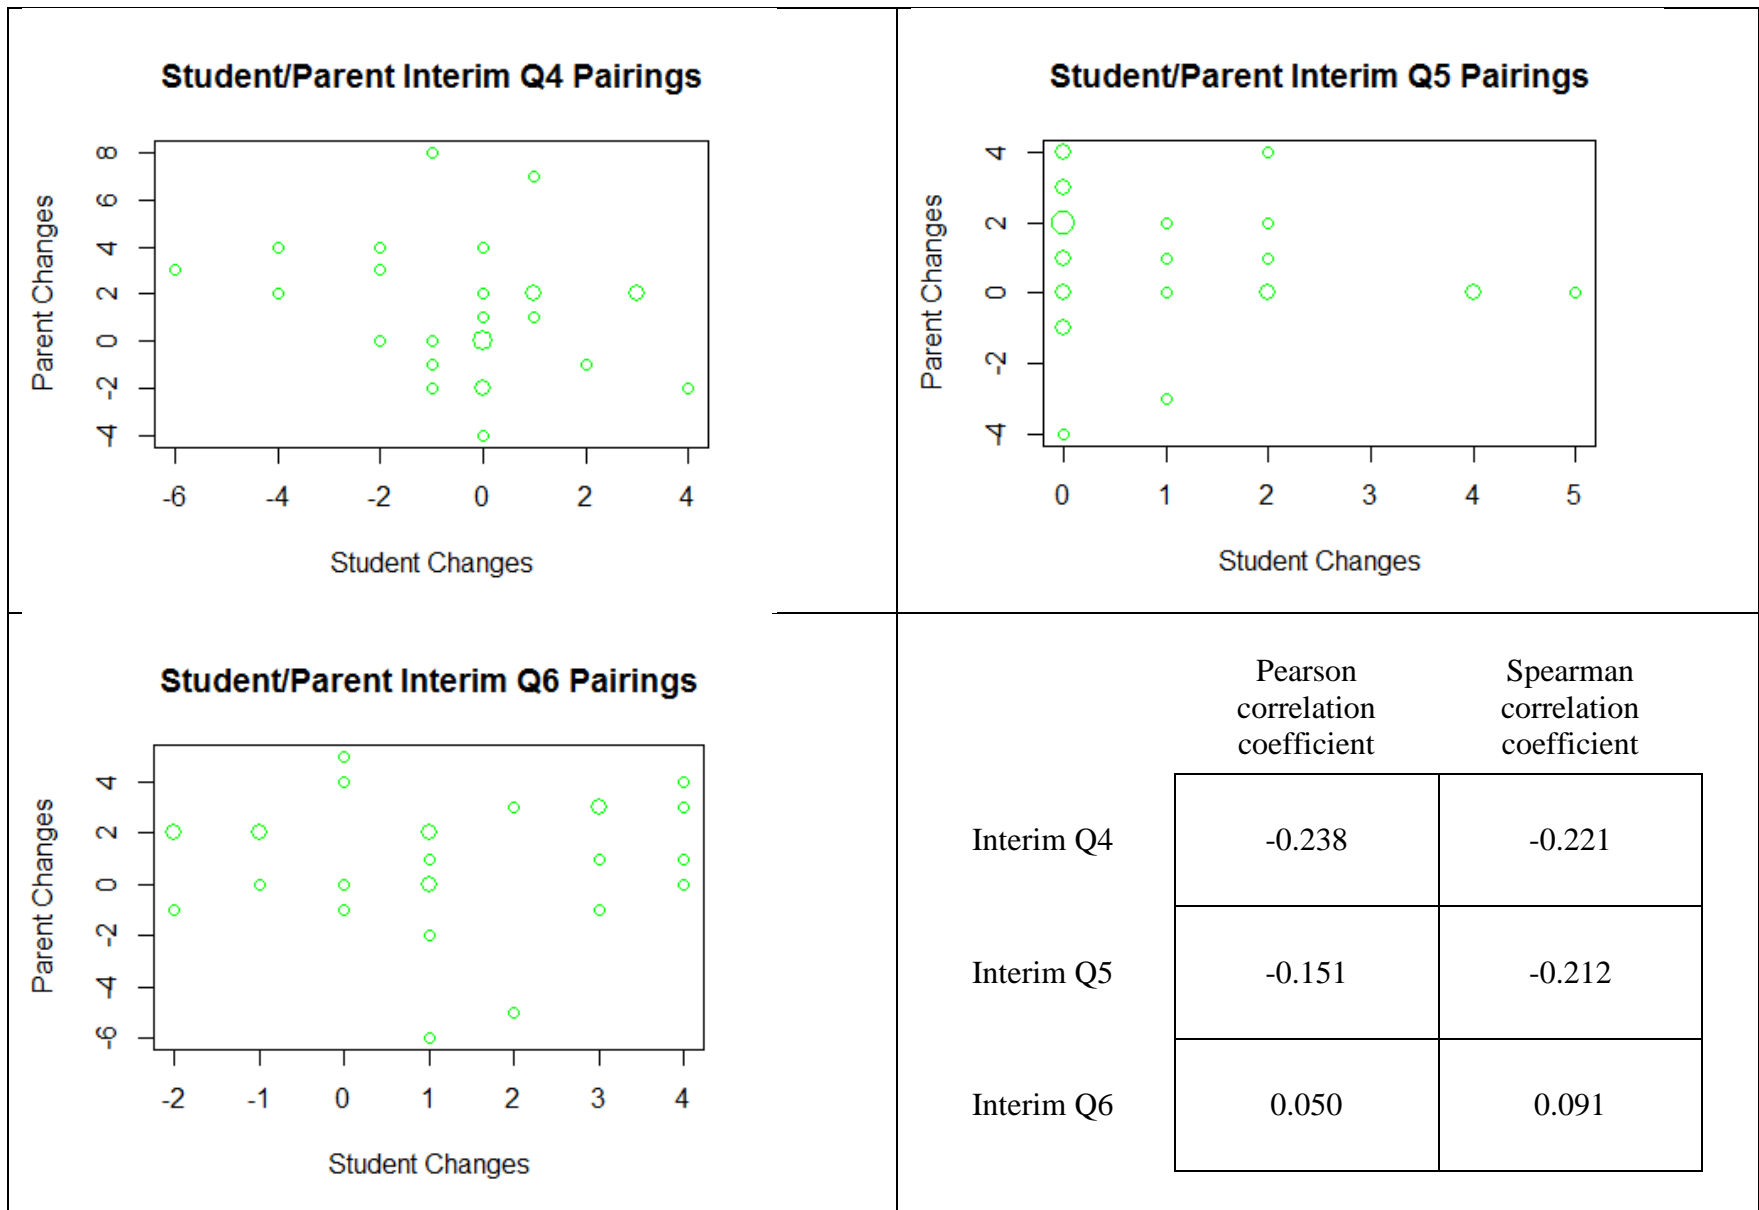 Student/Parent Interim Q4 Pairings
8
6
4
2
0
-2
-4
Parent Changes
-6 -4 -2 0 2 4
Student Changes
Student/Parent Interim Q5 Pairings
4
2
0
-2
-4
Parent Changes
0 1 2 3 4 5
Student Changes
Student/Parent Interim Q6 Pairings
4
2
0
-2
-4
-6
Parent Changes
-2 -1 0 1 2 3 4
Student Changes
Pearson correlation coefficient
Spearman correlation coefficient
Interim Q4 -0.238 -0.221
Interim Q5 -0.151 -0.212
Interim Q6 0.050 0.091